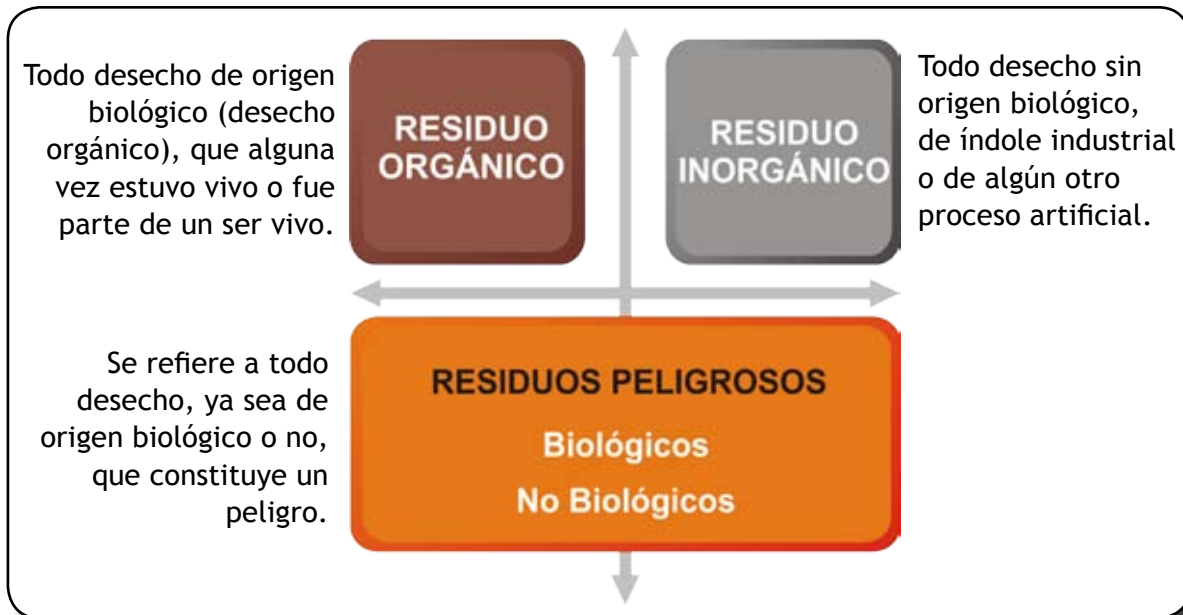 Todo desecho de origen
biológico (desecho
orgánico), que alguna
vez estuvo vivo o fue
parte de un ser vivo.
RESIDUO
ORGÁNICO
RESIDUO
INORGÁNICO
Todo desecho sin
origen biológico,
de índole industrial
o de algún otro
proceso artificial.
Se refiere a todo
desecho, ya sea de
origen biológico o no,
que constituye un
peligro.
RESIDUOS PELIGROSOS
Biológicos
No Biológicos